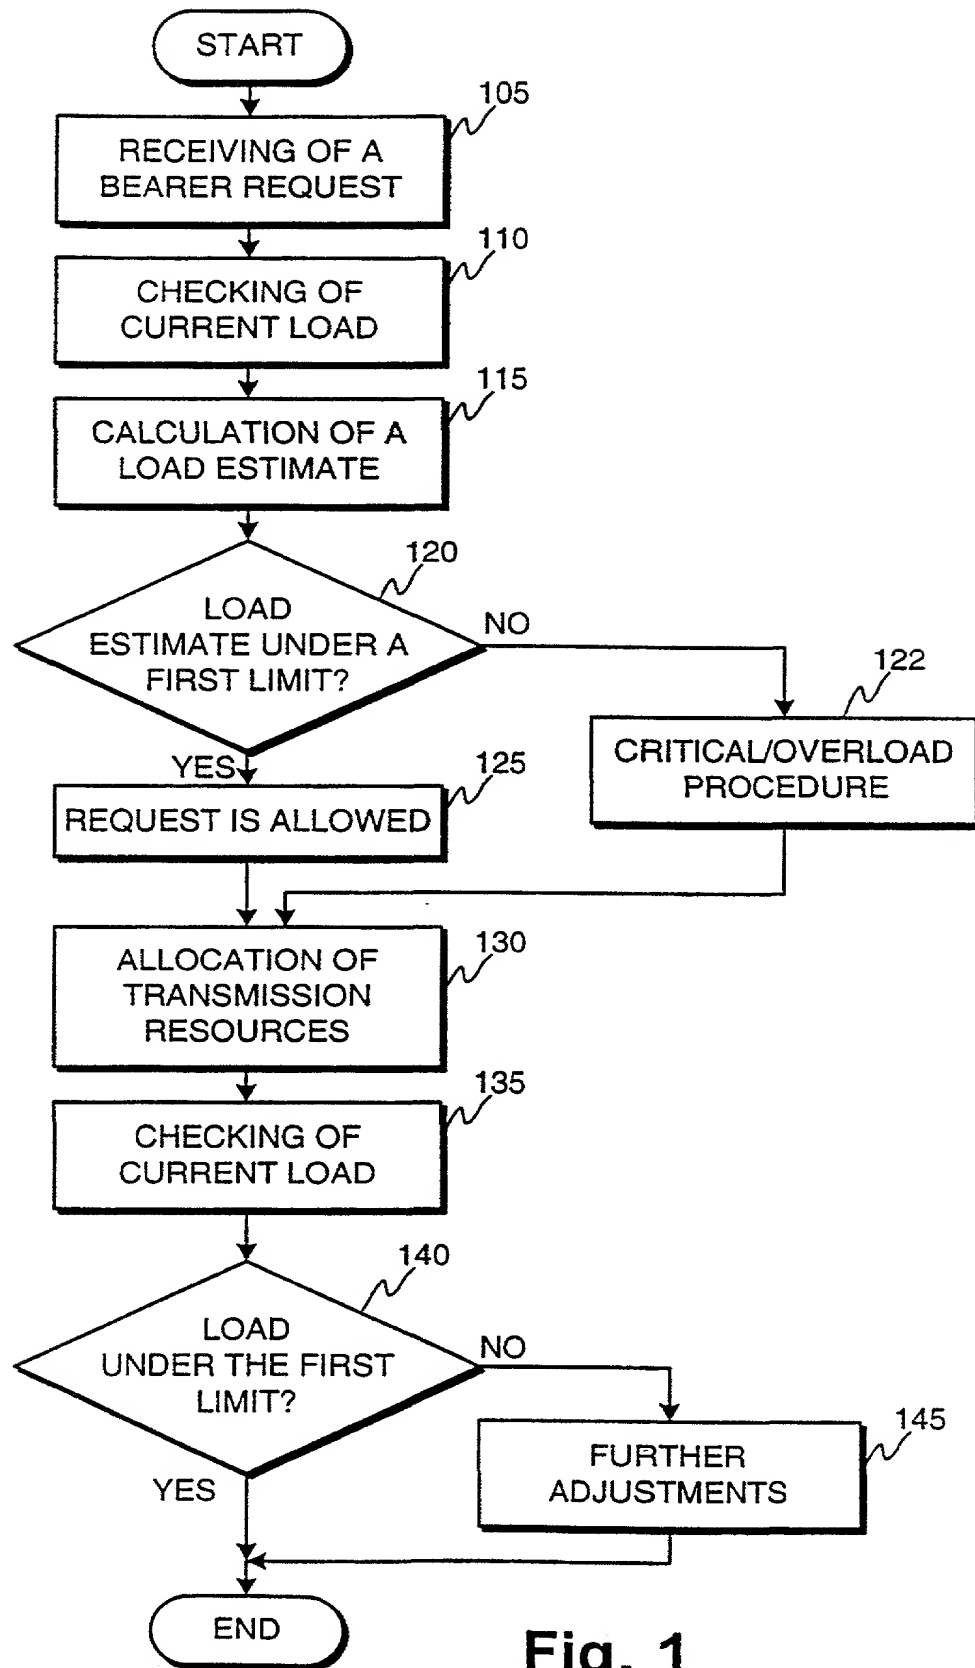 START
105
RECEIVING OF A
BEARER REQUEST
110
CHECKING OF
CURRENT LOAD
115
CALCULATION OF A
LOAD ESTIMATE
120
LOAD
ESTIMATE UNDER A
FIRST LIMIT?
NO
122
CRITICAL/OVERLOAD
PROCEDURE
YES
125
REQUEST IS ALLOWED
130
ALLOCATION OF
TRANSMISSION
RESOURCES
135
CHECKING OF
CURRENT LOAD
140
LOAD
UNDER THE FIRST
LIMIT?
NO
145
FURTHER
ADJUSTMENTS
YES
END
Fig. 1